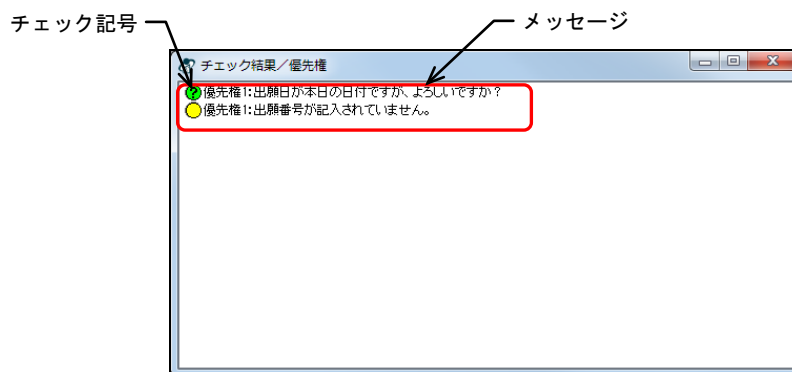 チェック記号
メッセージ
チェック結果／優先権
?
優先権1:出願日が本日の日付ですが、よろしいですか？
優先権1:出願番号が記入されていません。